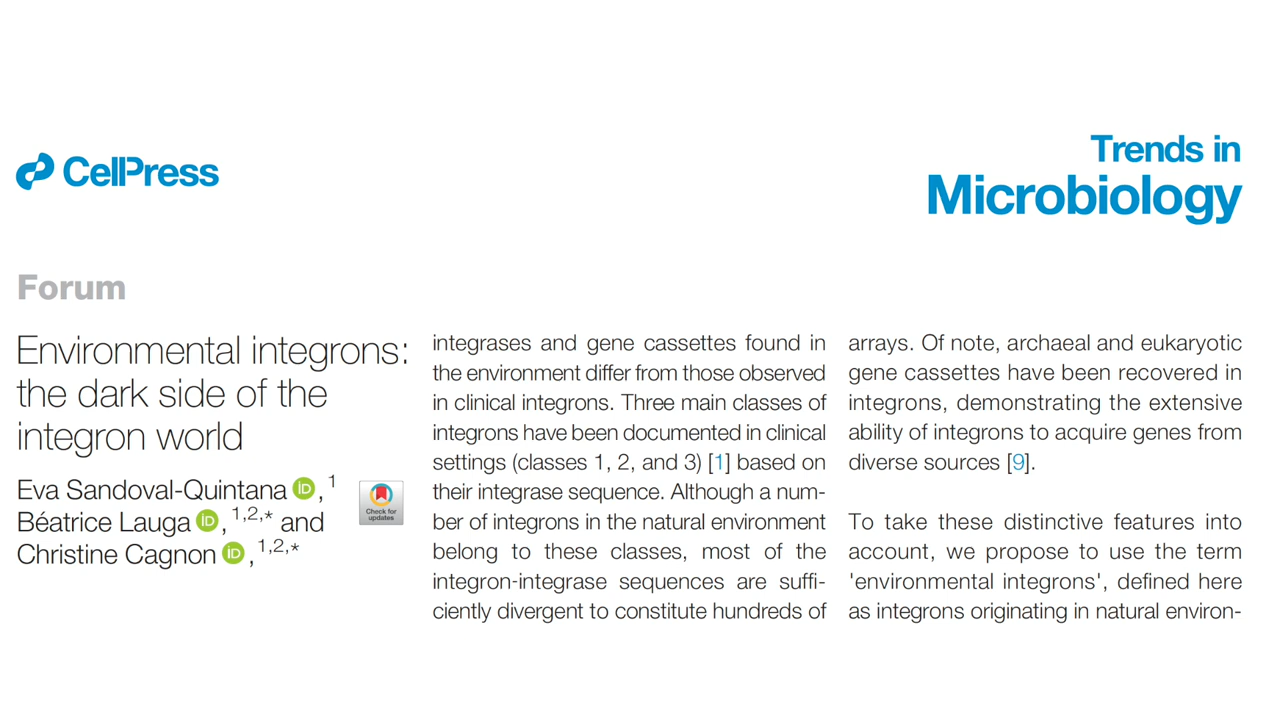 CellPress
Trends in
Microbiology
Forum
Environmental integrons:
the dark side of the
integron world
Eva Sandoval-Quintana iD,1
Béatrice Lauga iD,1,2,* and
Christine Cagnon iD,1,2,*
Check for
updates
integrases and gene cassettes found in
the environment differ from those observed
in clinical integrons. Three main classes of
integrons have been documented in clinical
settings (classes 1, 2, and 3) [1] based on
their integrase sequence. Although a num-
ber of integrons in the natural environment
belong to these classes, most of the
integron-integrase sequences are suffi-
ciently divergent to constitute hundreds of
arrays. Of note, archaeal and eukaryotic
gene cassettes have been recovered in
integrons, demonstrating the extensive
ability of integrons to acquire genes from
diverse sources [9].
To take these distinctive features into
account, we propose to use the term
'environmental integrons', defined here
as integrons originating in natural environ-